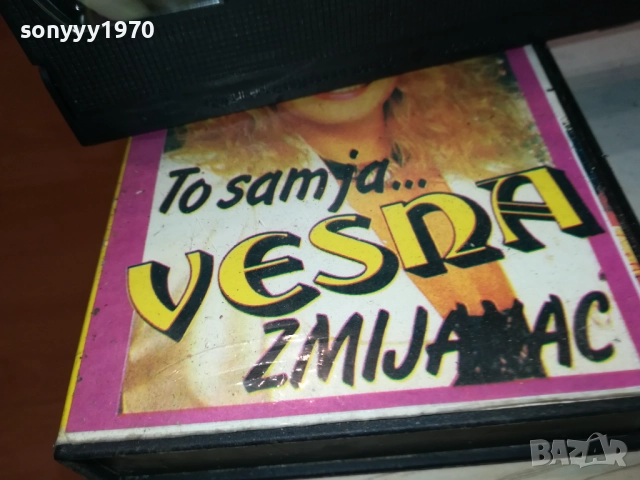 sonyyy1970
To sam ja...
VESNA
ZMIJANAC
BAZAR